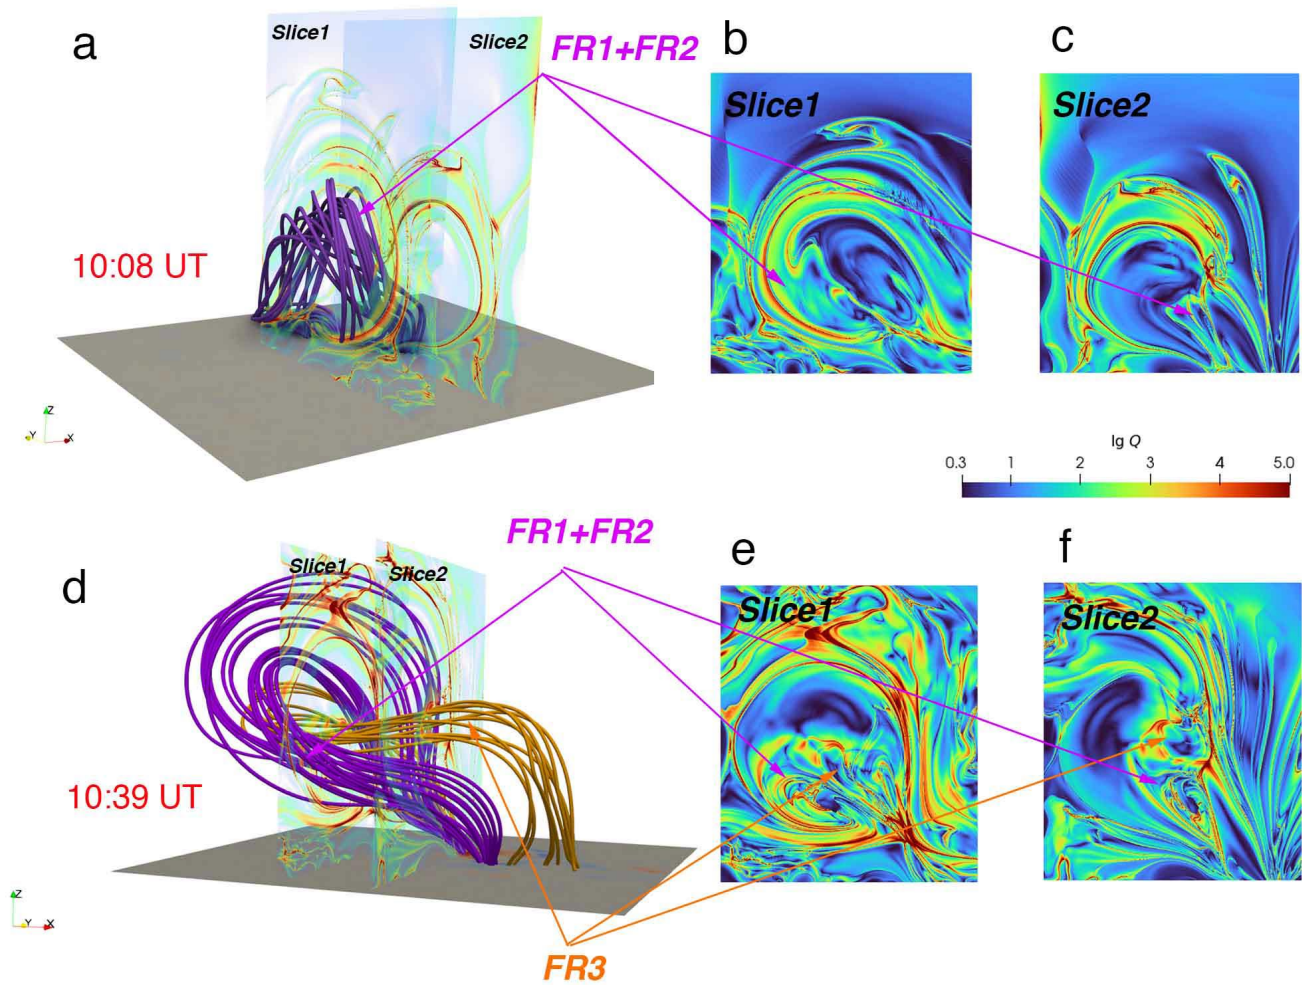 a
Slice1
Slice2
FR1+FR2
b
Slice1
c
Slice2
10:08 UT
Z
-Y
X
lg Q
0.3 1 2 3 4 5.0
FR1+FR2
d
Slice1
Slice2
e
Slice1
f
Slice2
10:39 UT
Z
Y
X
FR3